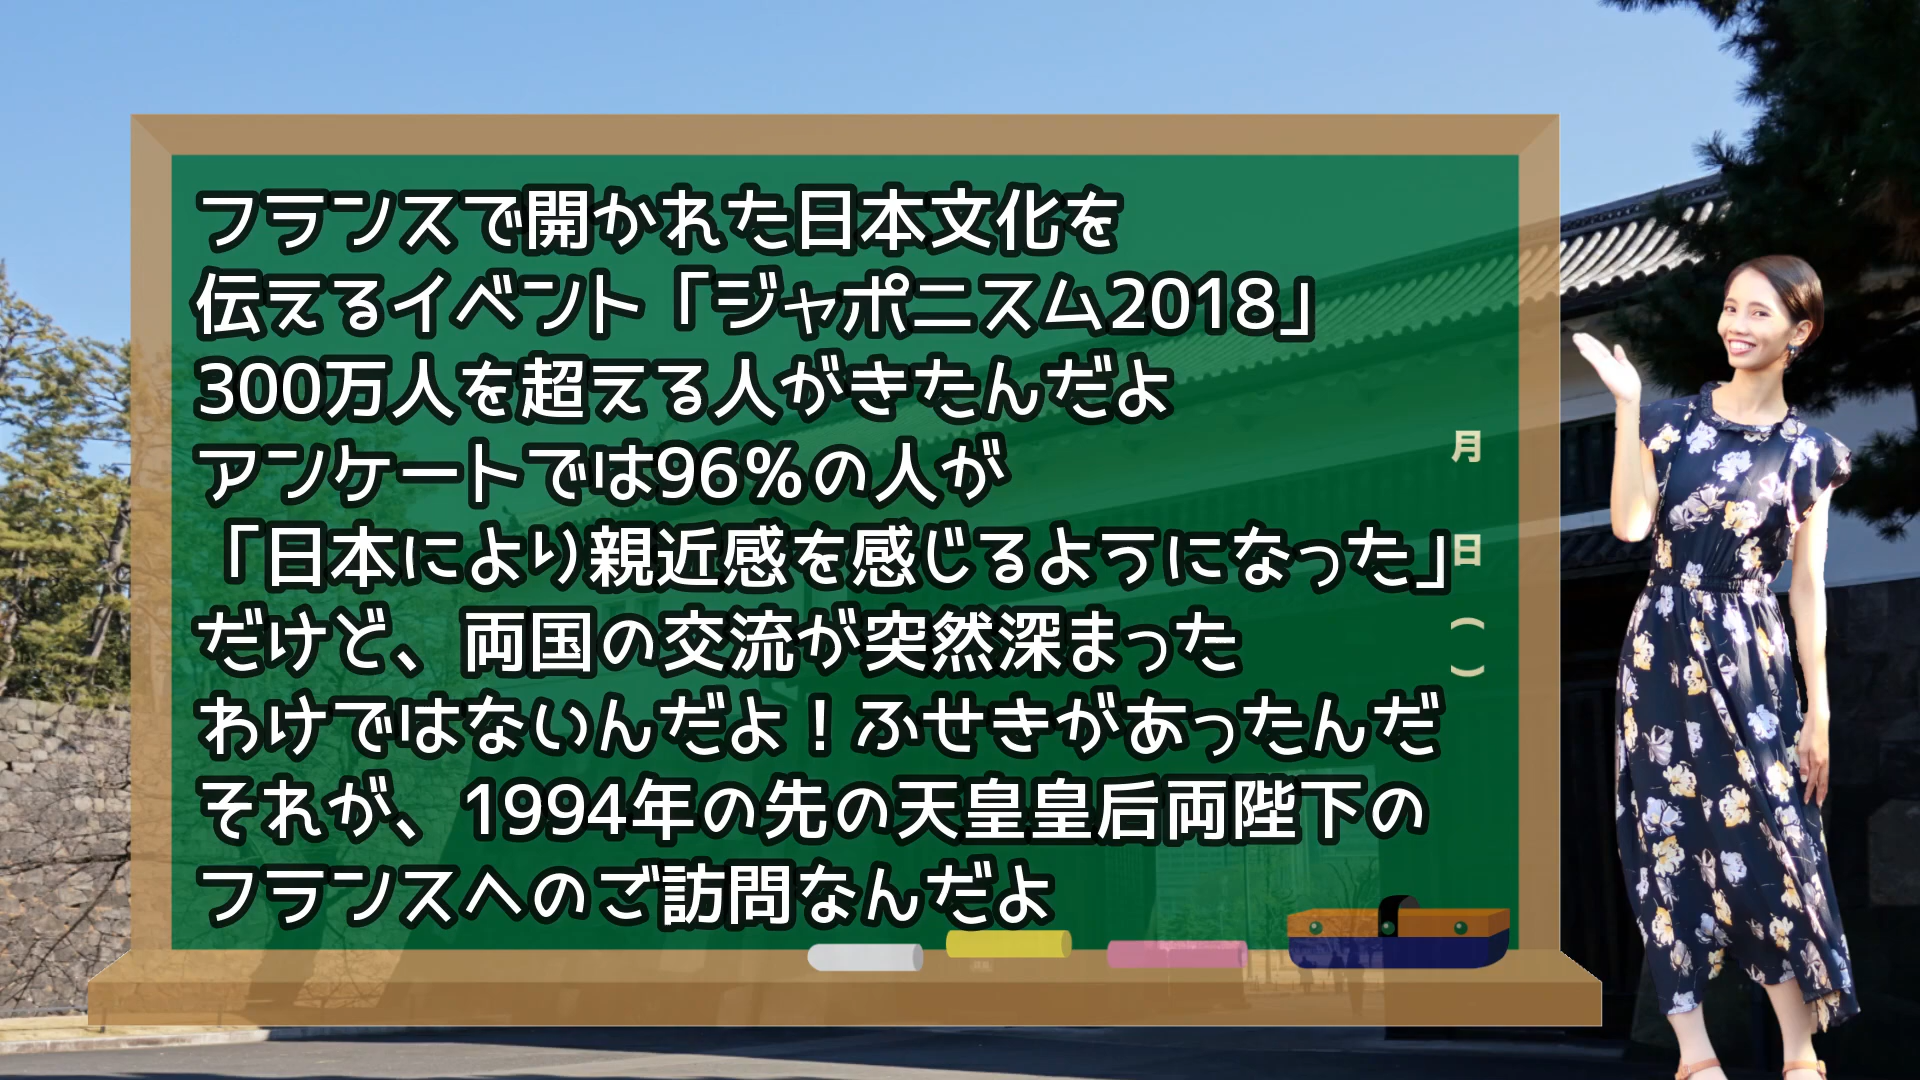 フランスで開かれた日本文化を
伝えるイベント「ジャポニスム2018」
300万人を超える人がきたんだよ
アンケートでは96％の人が
「日本により親近感を感じるようになった」
だけど、両国の交流が突然深まった
わけではないんだよ！ふせきがあったんだ
それが、1994年の先の天皇皇后両陛下の
フランスへのご訪問なんだよ
月
日
（
）